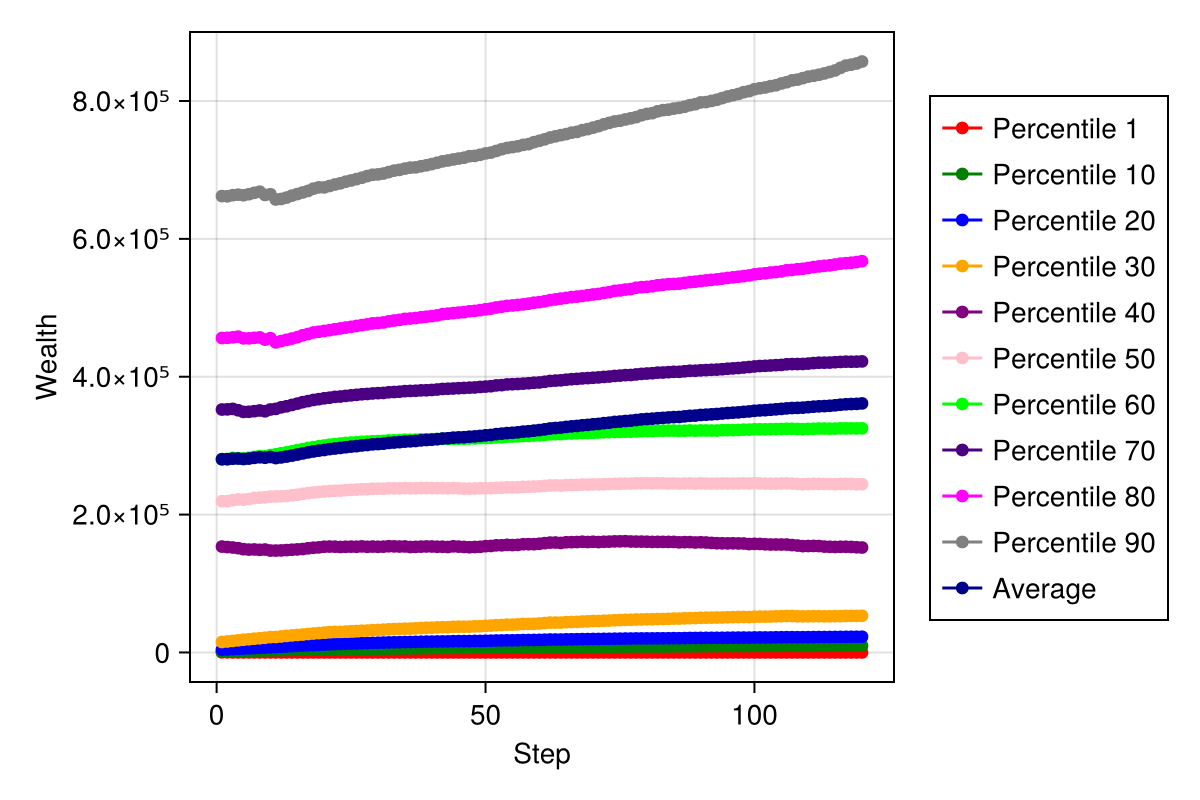 8.0×10⁵
6.0×10⁵
4.0×10⁵
2.0×10⁵
0
Wealth
0 50 100
Step
Percentile 1
Percentile 10
Percentile 20
Percentile 30
Percentile 40
Percentile 50
Percentile 60
Percentile 70
Percentile 80
Percentile 90
Average